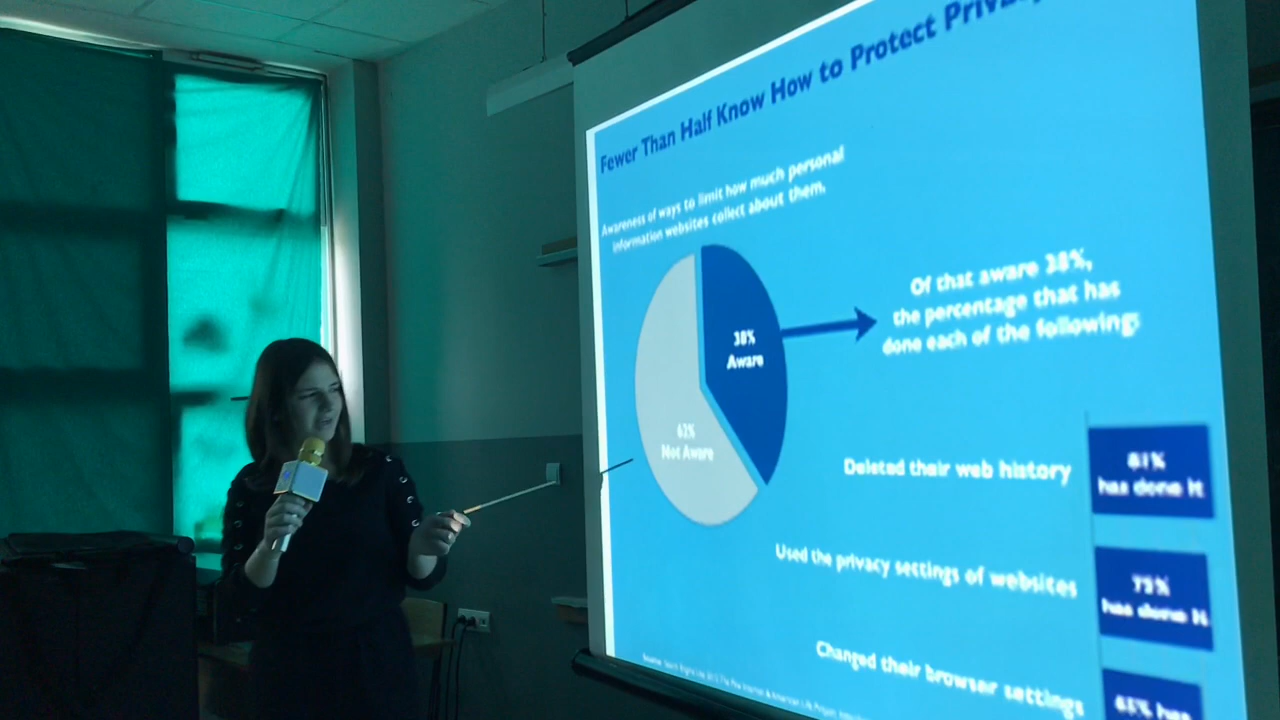 Fewer Than Half Know How to Protect Privacy
Awareness of ways to limit how much personal
information websites collect about them.
38%
Aware
62%
Not Aware
Of that aware 38%,
the percentage that has
done each of the following:
Deleted their web history
81%
has done it
Used the privacy settings of websites
75%
has done it
Changed their browser settings
65% has